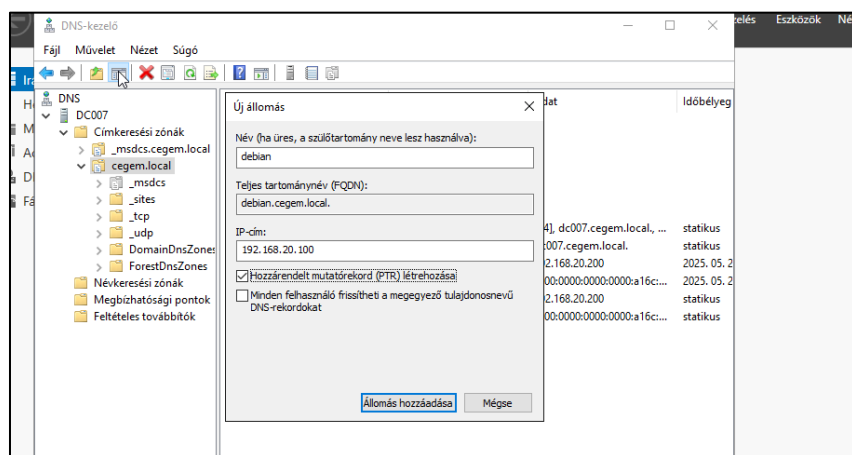 DNS-kezelő
zelés Eszközök Né
Fájl Művelet Nézet Súgó
DNS
DC007
Címkeresési zónák
_msdcs.cegem.local
cegem.local
_msdcs
_sites
_tcp
_udp
DomainDnsZone:
ForestDnsZones
Névkeresési zónák
Megbízhatósági pontok
Feltételes továbbítók
Új állomás
Név (ha üres, a szülőtartomány neve lesz használva):
debian
Teljes tartománynév (FQDN):
debian.cegem.local.
IP-cím:
192.168.20.100
Hozzárendelt mutatórekord (PTR) létrehozása
Minden felhasználó frissítheti a megegyező tulajdonosnevű
DNS-rekordokat
Állomás hozzáadása Mégse
dat Időbélyeg
4], dc007.cegem.local., ... statikus
:007.cegem.local. statikus
2.168.20.200 2025. 05. 2
00:0000:0000:0000:a16c:... 2025. 05. 2
2.168.20.200 statikus
00:0000:0000:0000:a16c:... statikus